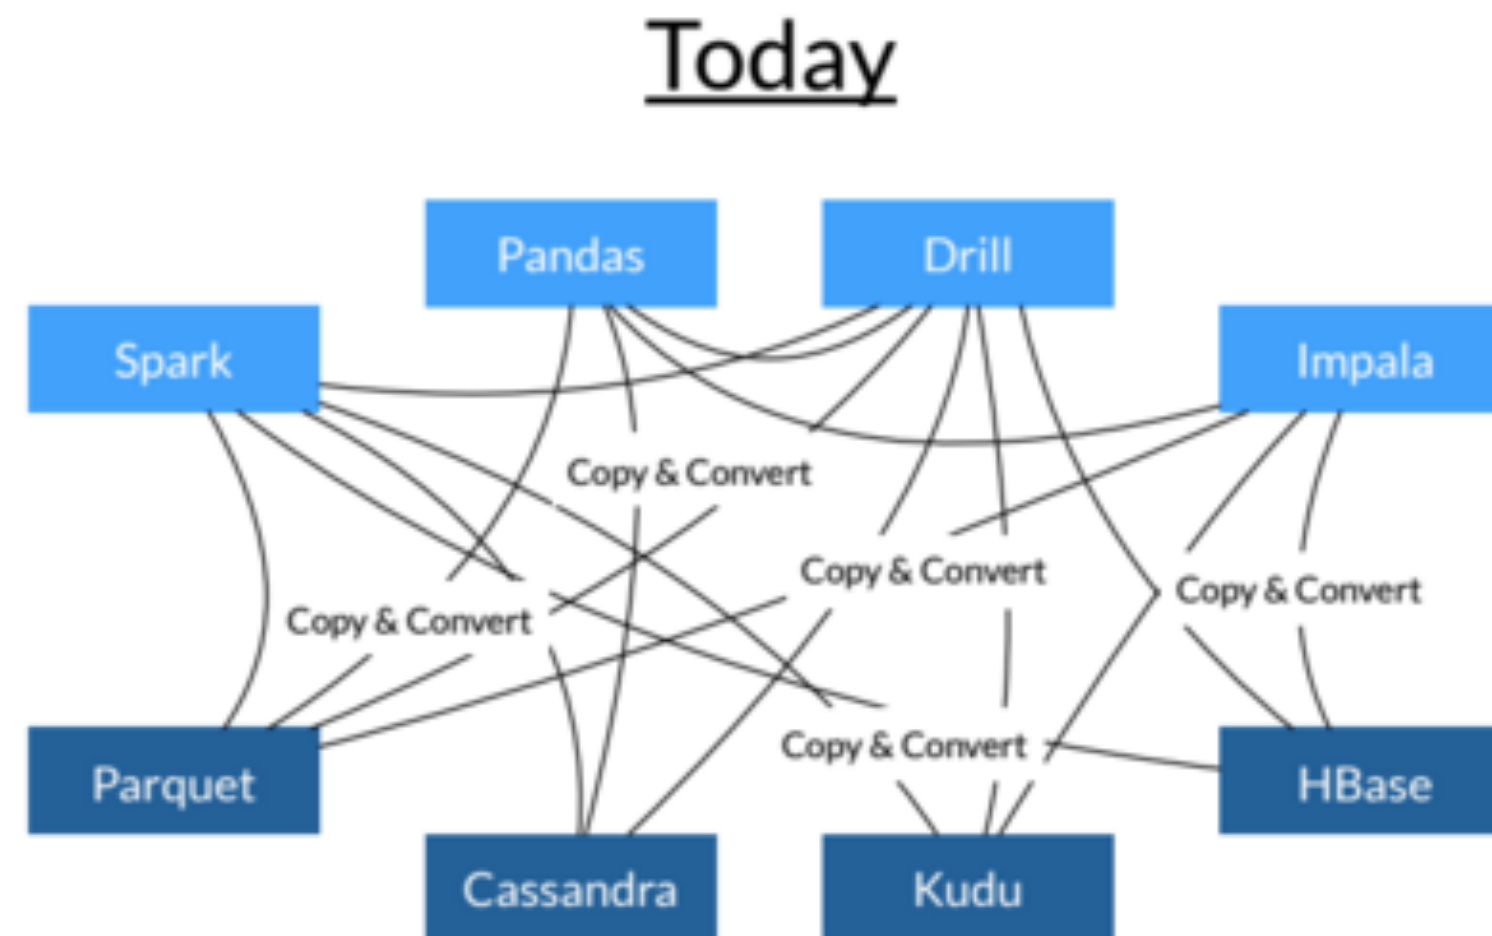 Today
Pandas
Drill
Spark
Impala
Copy & Convert
Copy & Convert
Copy & Convert
Copy & Convert
Copy & Convert
Parquet
HBase
Cassandra
Kudu